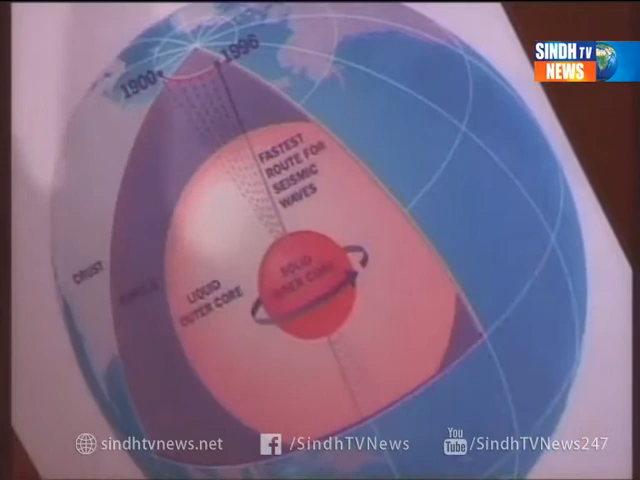 SINDH TV
NEWS
1996
1900
FASTEST
ROUTE FOR
SEISMIC
WAVES
CRUST
SOLID
INNER CORE
LIQUID
OUTER CORE
sindhtvnews.net
/SindhTVNews
You
Tube
/SindhTVNews247